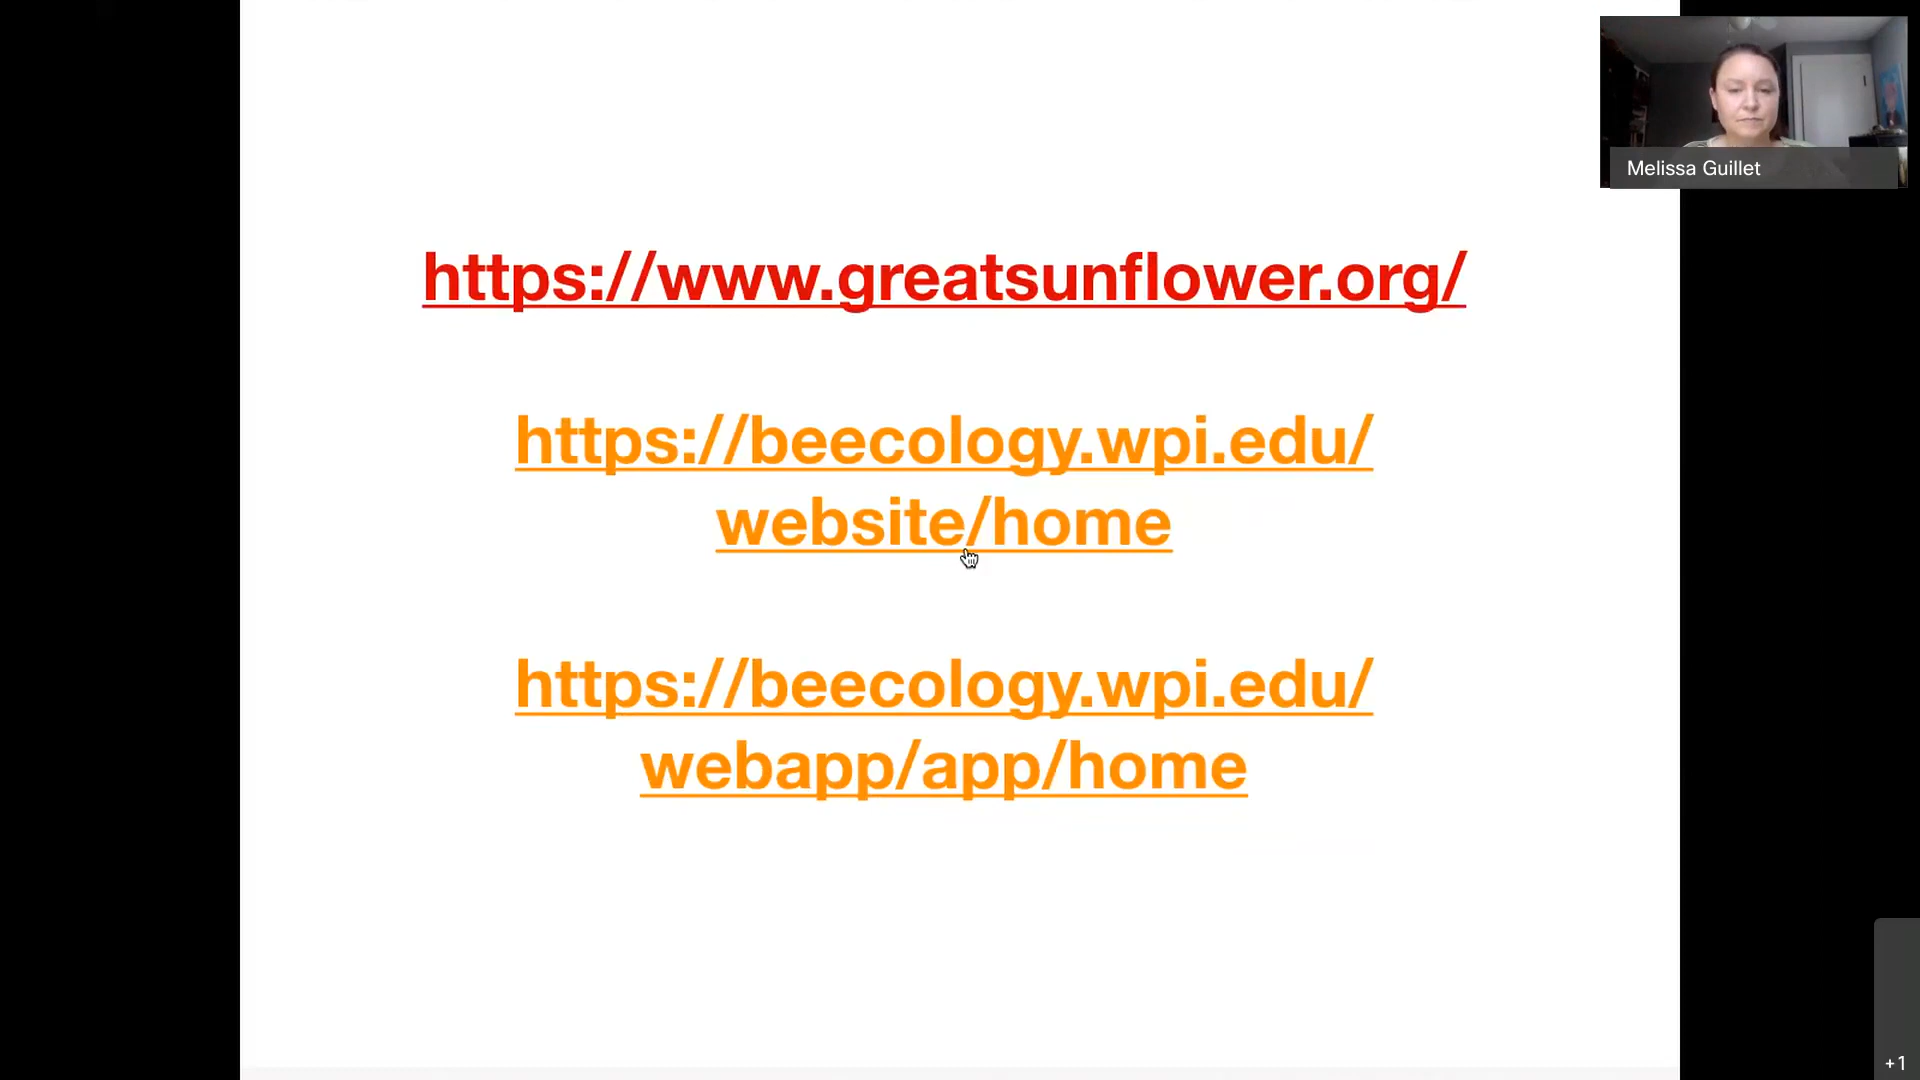 Melissa Guillet
https://www.greatsunflower.org/
https://beecology.wpi.edu/
website/home
https://beecology.wpi.edu/
webapp/app/home
+1